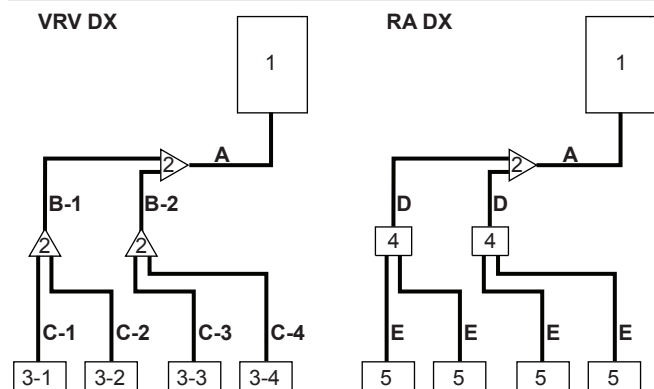 VRV DX RA DX
1 1
2 A 2 A
B-1 B-2 D D
2 2 4 4
C-1 C-2 C-3 C-4 E E E E
3-1 3-2 3-3 3-4 5 5 5 5